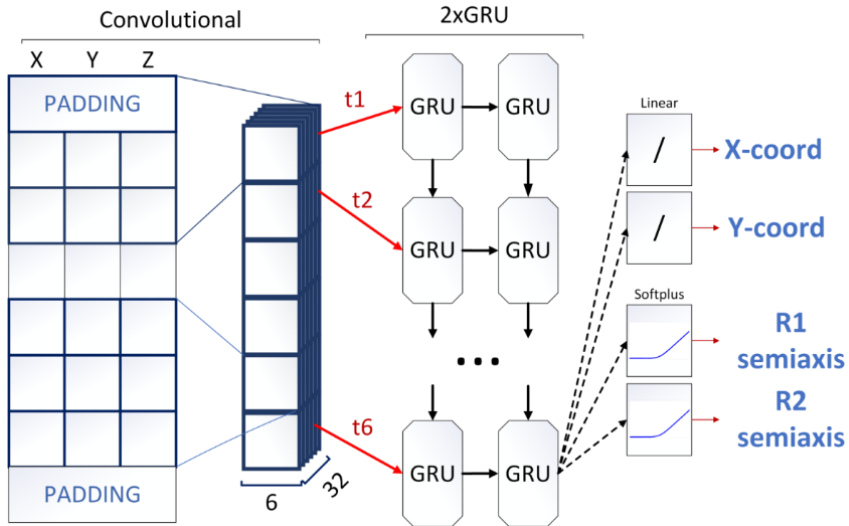 Convolutional
2xGRU
X Y Z
PADDING
t1
GRU GRU
Linear
/
X-coord
t2
GRU GRU
/
Y-coord
Softplus
R1
semiaxis
...
R2
semiaxis
t6
GRU GRU
PADDING
6
32